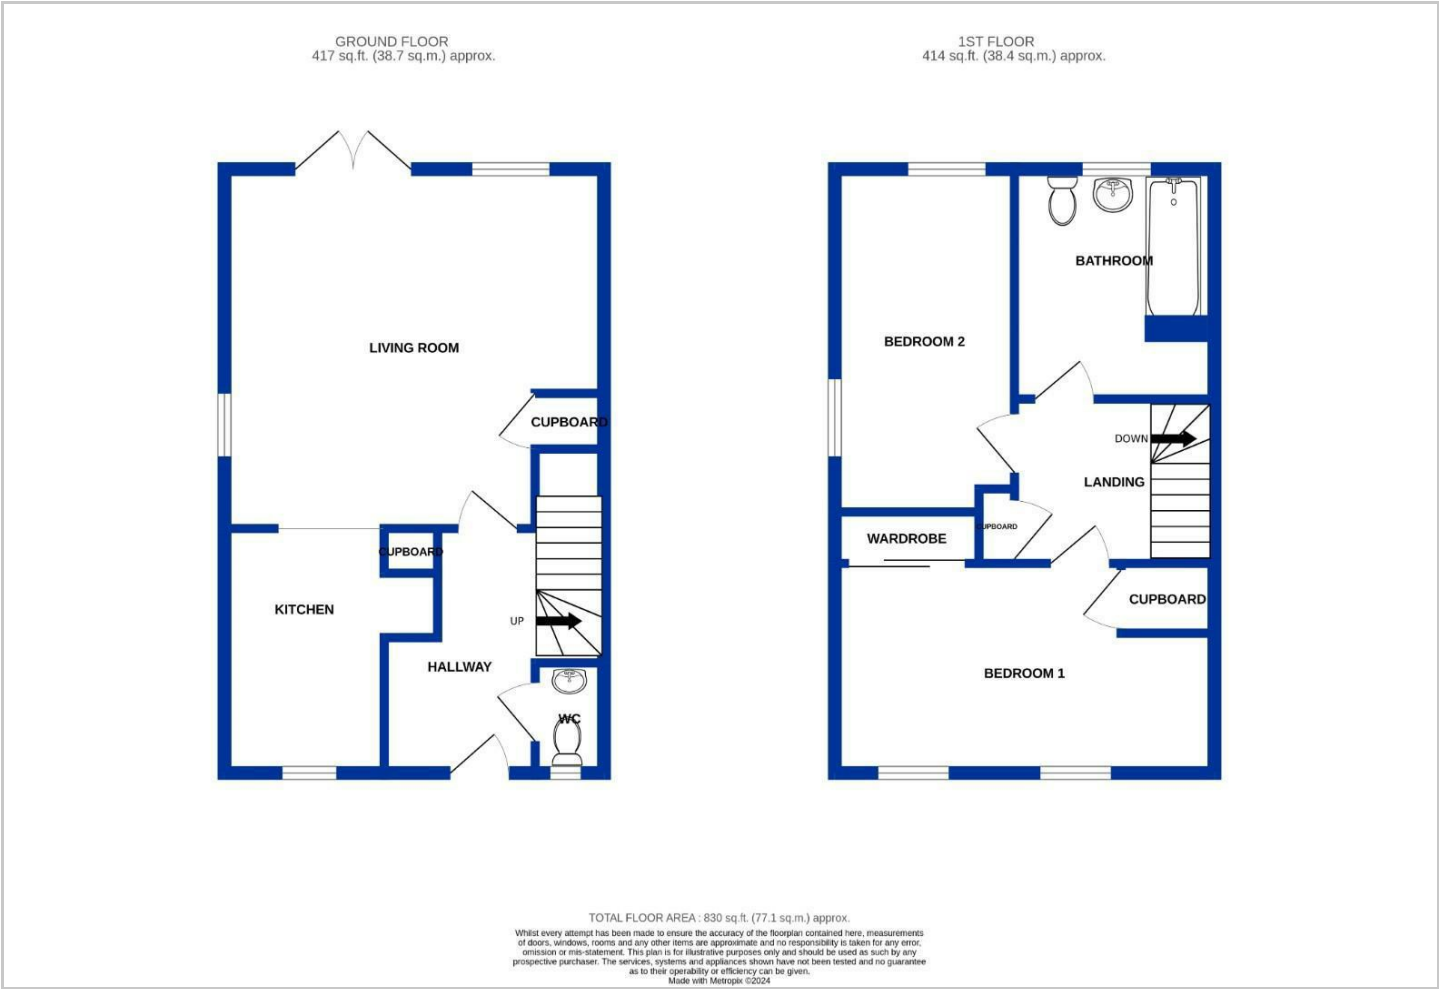 GROUND FLOOR
417 sq.ft. (38.7 sq.m.) approx.
1ST FLOOR
414 sq.ft. (38.4 sq.m.) approx.
LIVING ROOM
CUPBOARD
CUPBOARD
KITCHEN
UP
HALLWAY
WC
BATHROOM
BEDROOM 2
DOWN
LANDING
CUPBOARD
WARDROBE
CUPBOARD
BEDROOM 1
TOTAL FLOOR AREA : 830 sq.ft. (77.1 sq.m.) approx.
Whilst every attempt has been made to ensure the accuracy of the floorplan contained here, measurements
of doors, windows, rooms and any other items are approximate and no responsibility is taken for any error,
omission or mis-statement. This plan is for illustrative purposes only and should be used as such by any
prospective purchaser. The services, systems and appliances shown have not been tested and no guarantee
as to their operability or efficiency can be given.
Made with Metropix ©2024